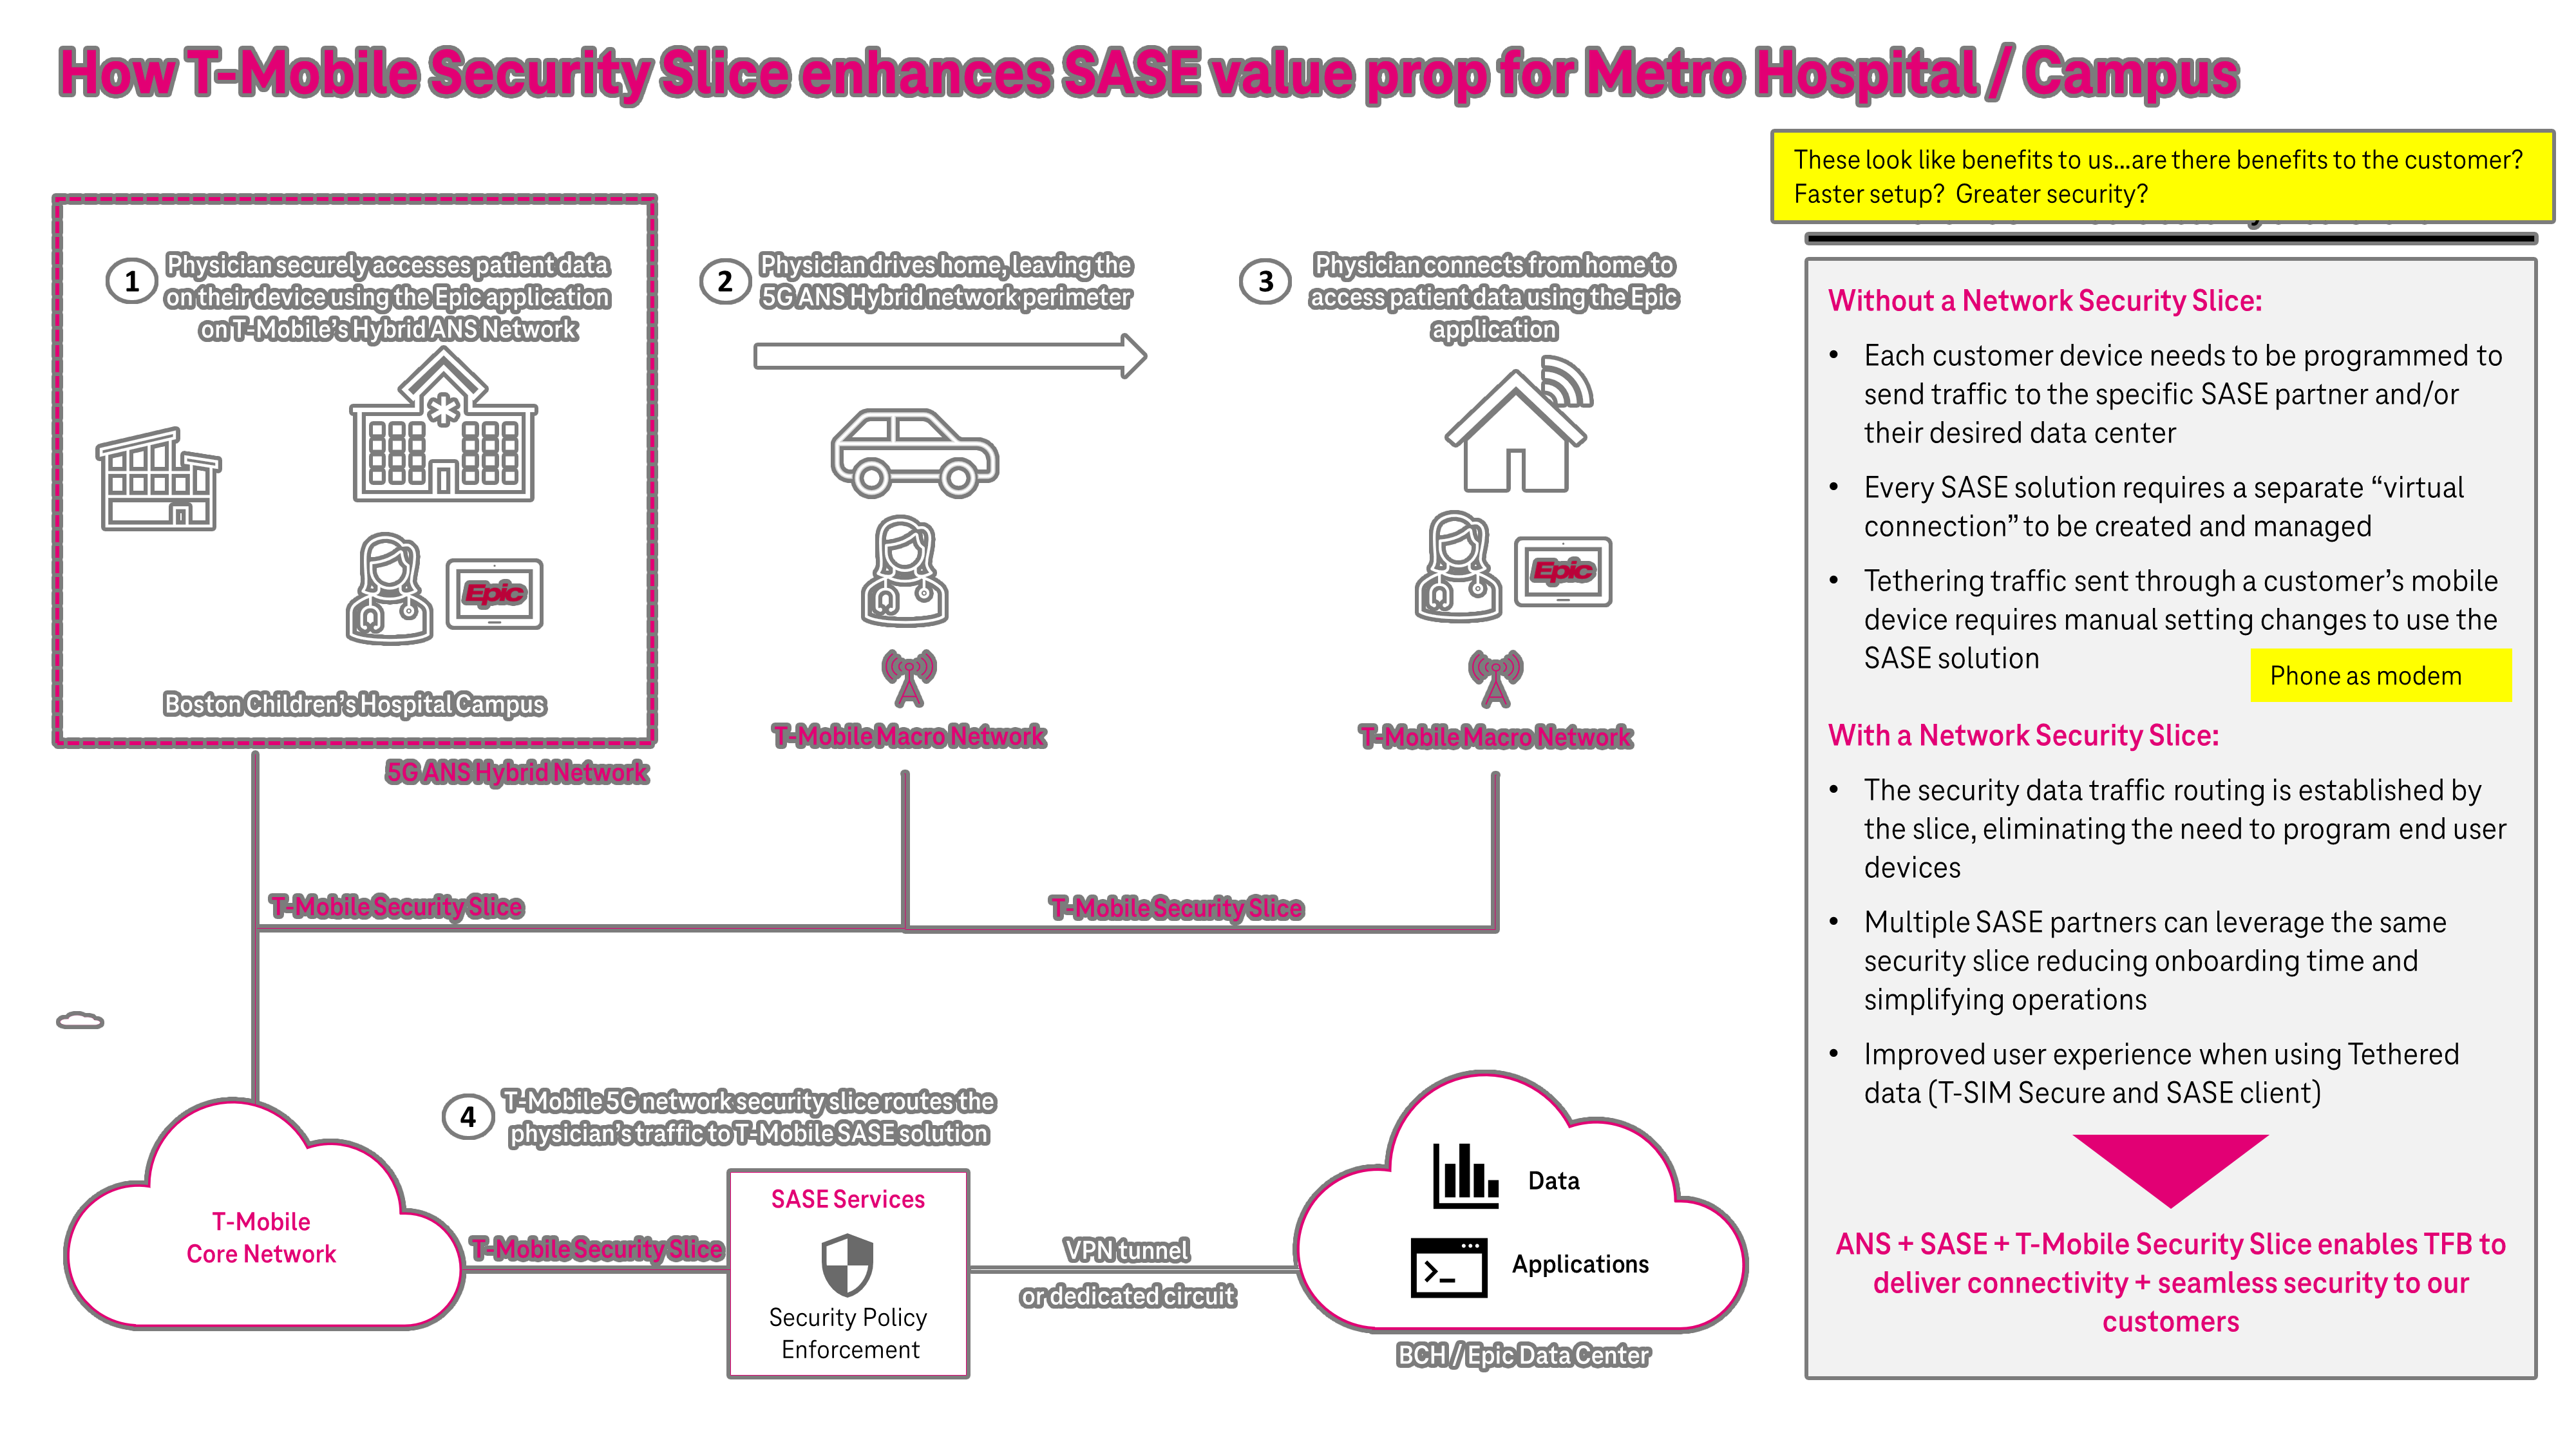 How T-Mobile Security Slice enhances SASE value prop for Metro Hospital / Campus
These look like benefits to us...are there benefits to the customer?
Faster setup?  Greater security?
1
Physician securely accesses patient data
on their device using the Epic application
on T-Mobile’s Hybrid ANS Network
Epic
Boston Children’s Hospital Campus
5G ANS Hybrid Network
2
Physician drives home, leaving the
5G ANS Hybrid network perimeter
T-Mobile Macro Network
3
Physician connects from home to
access patient data using the Epic
application
Epic
T-Mobile Macro Network
T-Mobile Security Slice
T-Mobile Security Slice
T-Mobile
Core Network
4
T-Mobile 5G network security slice routes the
physician’s traffic to T-Mobile SASE solution
T-Mobile Security Slice
SASE Services
Security Policy
Enforcement
VPN tunnel
or dedicated circuit
Data
Applications
BCH / Epic Data Center
Without a Network Security Slice:
• Each customer device needs to be programmed to
send traffic to the specific SASE partner and/or
their desired data center
• Every SASE solution requires a separate “virtual
connection” to be created and managed
• Tethering traffic sent through a customer’s mobile
device requires manual setting changes to use the
SASE solution
Phone as modem
With a Network Security Slice:
• The security data traffic routing is established by
the slice, eliminating the need to program end user
devices
• Multiple SASE partners can leverage the same
security slice reducing onboarding time and
simplifying operations
• Improved user experience when using Tethered
data (T-SIM Secure and SASE client)
ANS + SASE + T-Mobile Security Slice enables TFB to
deliver connectivity + seamless security to our
customers